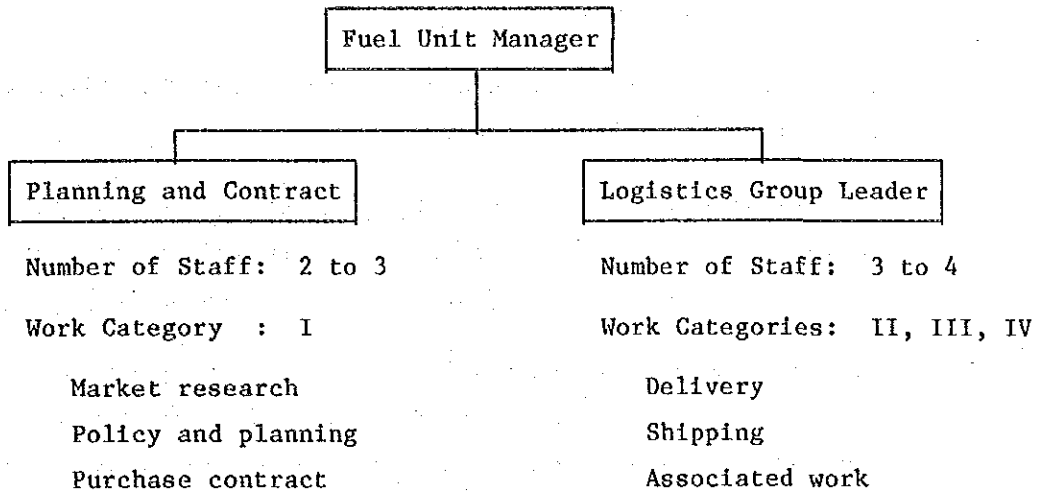 Fuel Unit Manager
Planning and Contract
Number of Staff: 2 to 3
Work Category : I
Market research
Policy and planning
Purchase contract
Logistics Group Leader
Number of Staff: 3 to 4
Work Categories: II, III, IV
Delivery
Shipping
Associated work